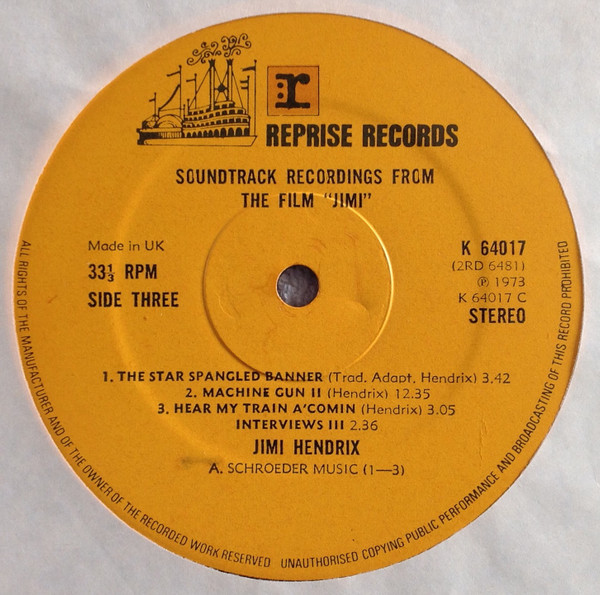 r
REPRISE RECORDS
SOUNDTRACK RECORDINGS FROM
THE FILM "JIMI"
Made in UK
33⅓ RPM
SIDE THREE
K 64017
(2RD 6481)
℗ 1973
K 64017 C
STEREO
1. THE STAR SPANGLED BANNER (Trad. Adapt. Hendrix) 3.42
2. MACHINE GUN II (Hendrix) 12.35
3. HEAR MY TRAIN A'COMIN (Hendrix) 3.05
INTERVIEWS III 2.36
JIMI HENDRIX
A. SCHROEDER MUSIC (1—3)
ALL RIGHTS OF THE MANUFACTURER AND OF THE OWNER OF THE RECORDED WORK RESERVED UNAUTHORISED COPYING PUBLIC PERFORMANCE AND BROADCASTING OF THIS RECORD PROHIBITED